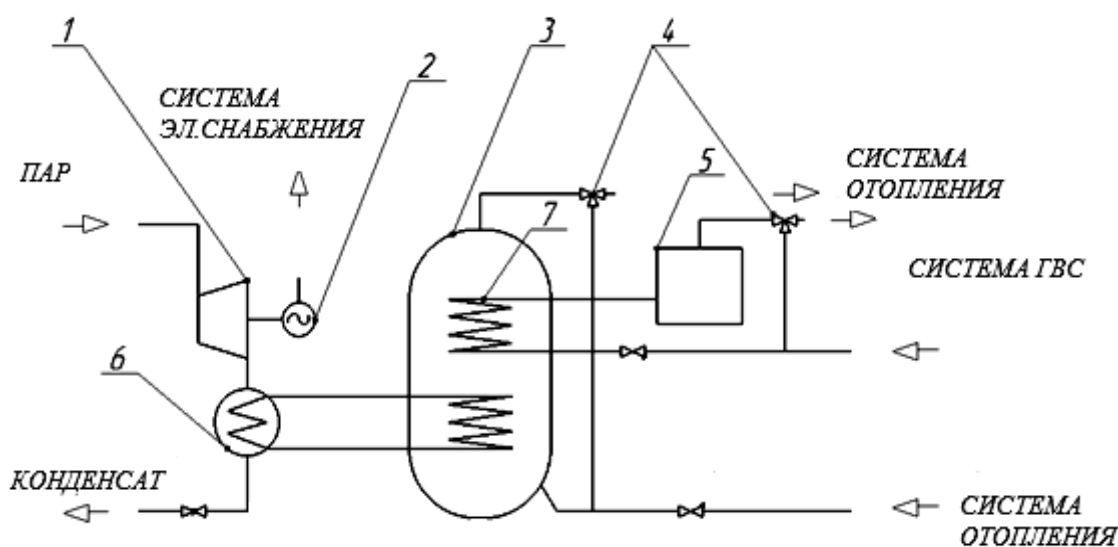 1
3
4
2
СИСТЕМА
ЭЛ.СНАБЖЕНИЯ
ПАР
5
СИСТЕМА
ОТОПЛЕНИЯ
7
СИСТЕМА ГВС
6
КОНДЕНСАТ
СИСТЕМА
ОТОПЛЕНИЯ